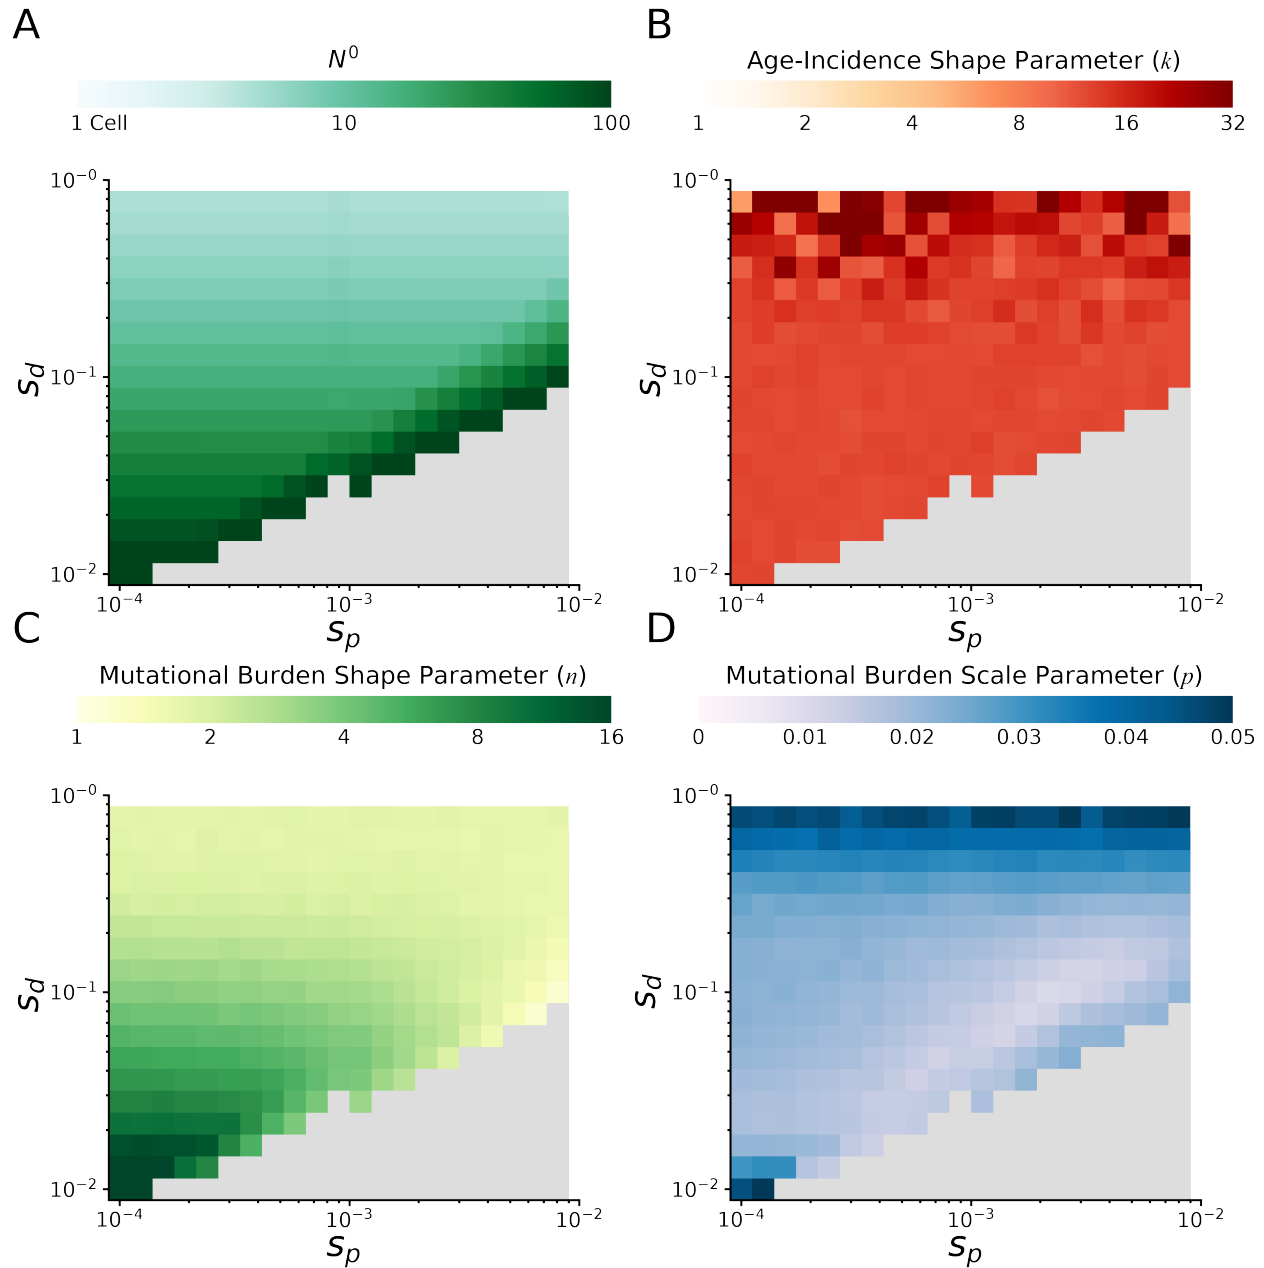 A
N⁰
1 Cell 10 100
10⁻⁰
10⁻¹
10⁻²
s_d
10⁻⁴ 10⁻³ 10⁻²
s_p
B
Age-Incidence Shape Parameter (k)
1 2 4 8 16 32
10⁻⁰
10⁻¹
10⁻²
s_d
10⁻⁴ 10⁻³ 10⁻²
s_p
C
Mutational Burden Shape Parameter (n)
1 2 4 8 16
10⁻⁰
10⁻¹
10⁻²
s_d
10⁻⁴ 10⁻³ 10⁻²
s_p
D
Mutational Burden Scale Parameter (p)
0 0.01 0.02 0.03 0.04 0.05
10⁻⁰
10⁻¹
10⁻²
s_d
10⁻⁴ 10⁻³ 10⁻²
s_p